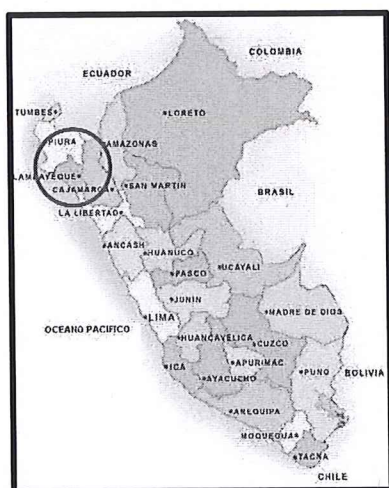 COLOMBIA
ECUADOR
TUMBES
LORETO
PIURA
AMAZONAS
LAMBAYEQUE
CAJAMARCA
SAN MARTIN
BRASIL
LA LIBERTAD
ANCASH
HUANUCO
PASCO
UCAYALI
JUNIN
MADRE DE DIOS
LIMA
OCEANO PACIFICO
HUANCAVELICA
CUZCO
APURIMAC
ICA
PUNO
BOLIVIA
AYACUCHO
AREQUIPA
MOQUEGUA
TACNA
CHILE